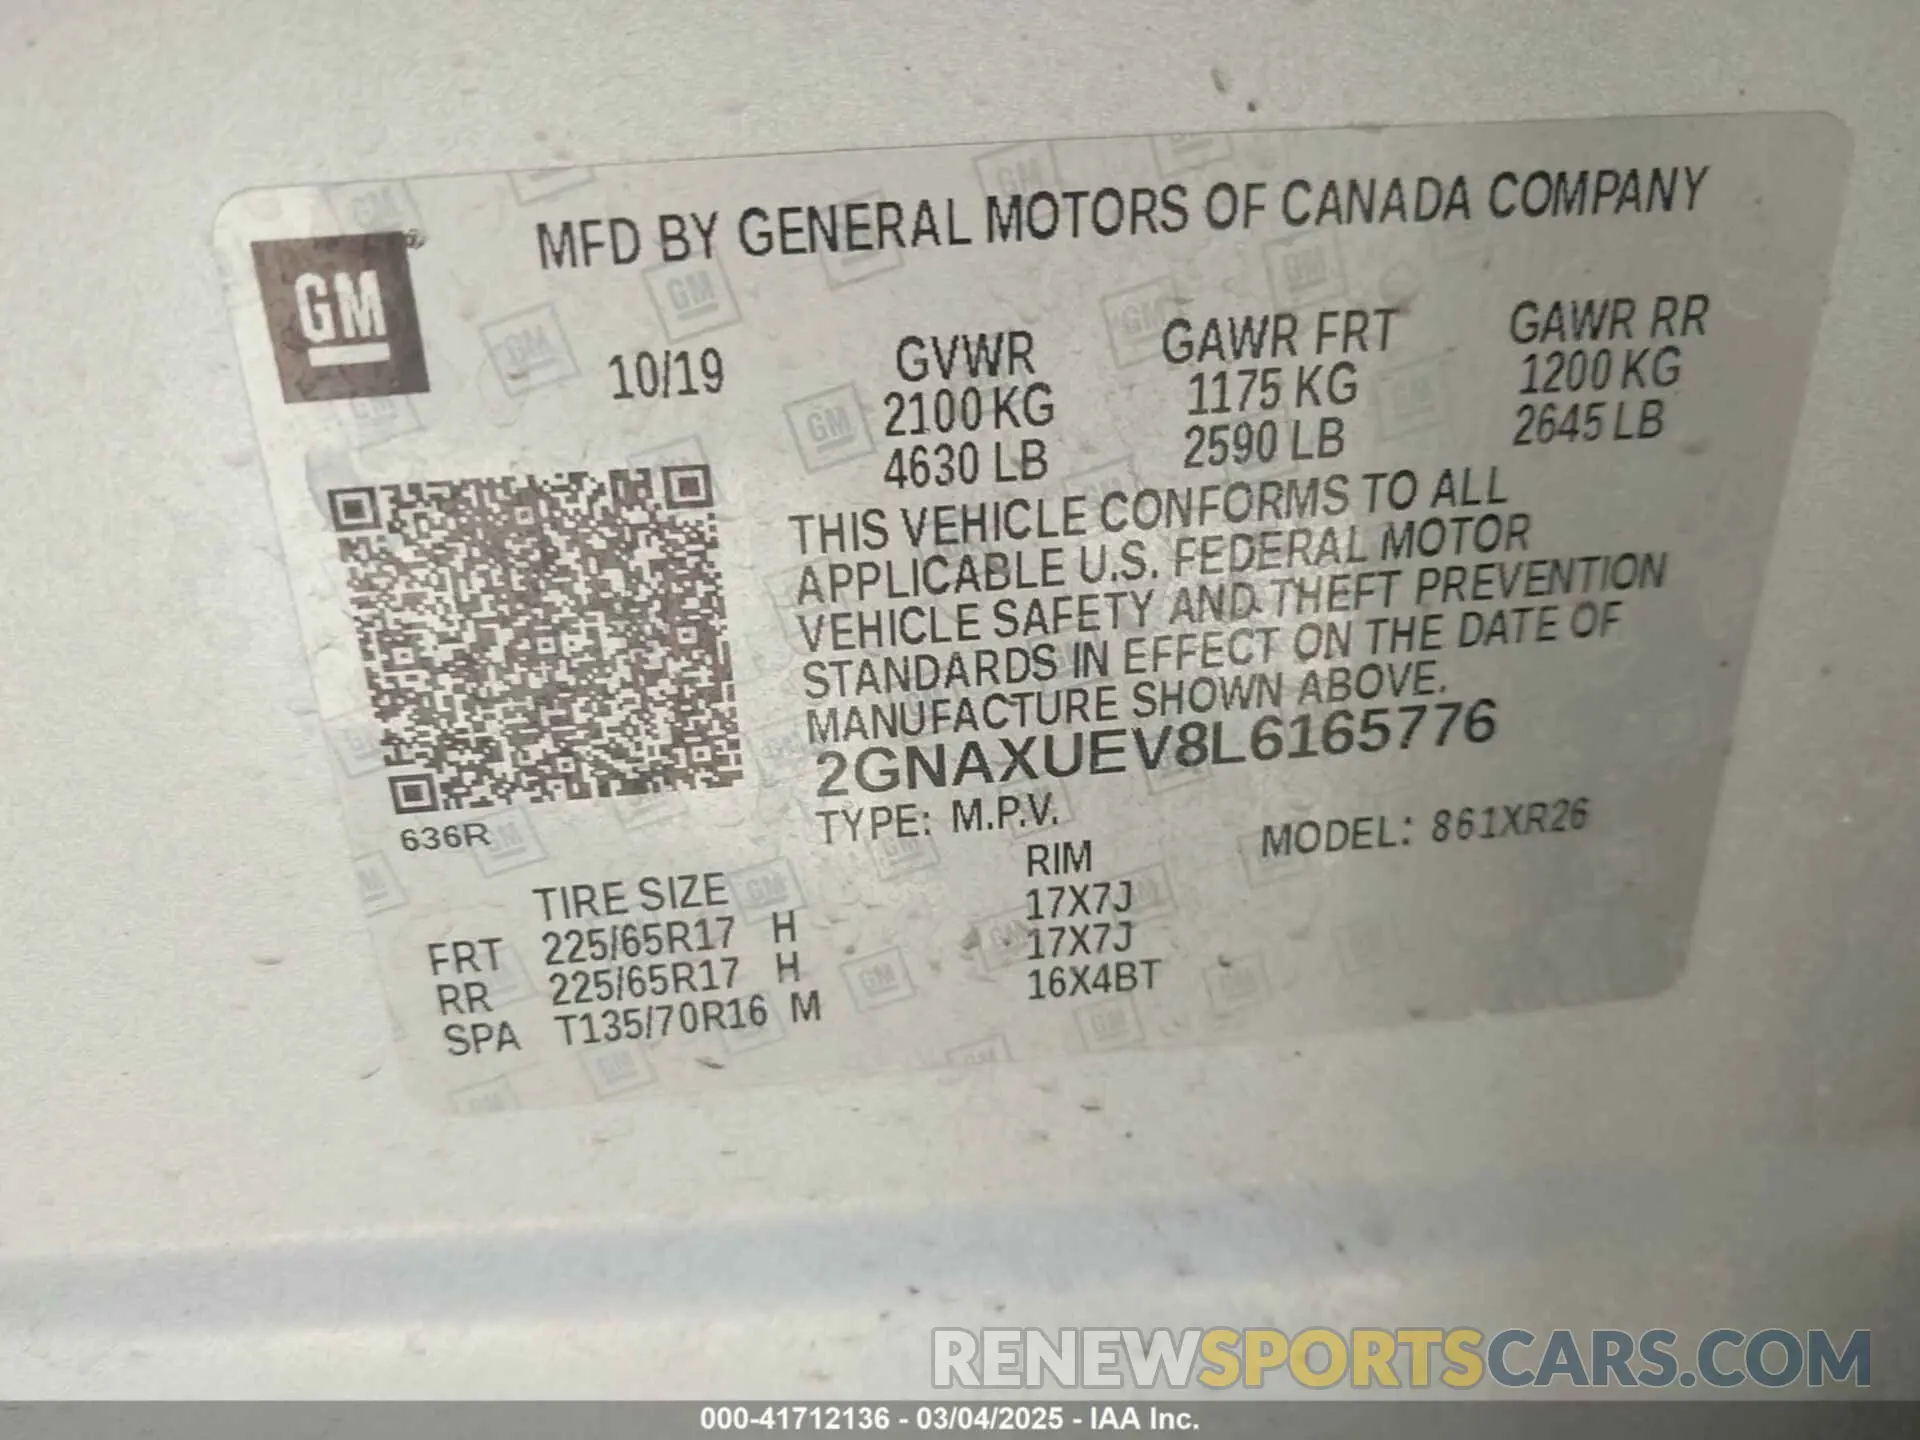 MFD BY GENERAL MOTORS OF CANADA COMPANY
GM
10/19
GVWR GAWR FRT GAWR RR
2100 KG 1175 KG 1200 KG
4630 LB 2590 LB 2645 LB
THIS VEHICLE CONFORMS TO ALL
APPLICABLE U.S. FEDERAL MOTOR
VEHICLE SAFETY AND THEFT PREVENTION
STANDARDS IN EFFECT ON THE DATE OF
MANUFACTURE SHOWN ABOVE.
2GNAXUEV8L6165776
TYPE: M.P.V. MODEL: 861XR26
636R
TIRE SIZE RIM
FRT 225/65R17 H 17X7J
RR 225/65R17 H 17X7J
SPA T135/70R16 M 16X4BT
RENEWSPORTSCARS.COM
000-41712136 - 03/04/2025 - IAA Inc.